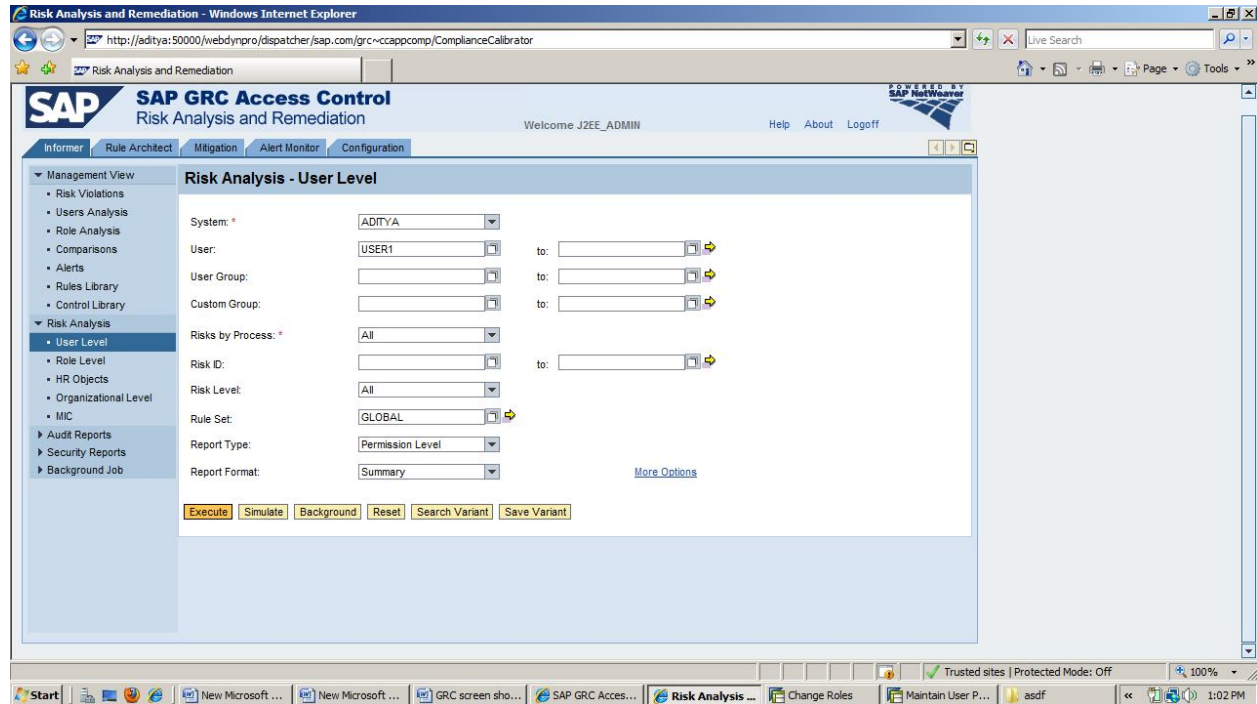 Risk Analysis and Remediation - Windows Internet Explorer
http://aditya:50000/webdynpro/dispatcher/sap.com/grc~ccappcomp/ComplianceCalibrator
Live Search
Risk Analysis and Remediation
Page
Tools
SAP
SAP GRC Access Control
Risk Analysis and Remediation
Welcome J2EE_ADMIN
Help About Logoff
POWERED BY
SAP NetWeaver
Informer Rule Architect Mitigation Alert Monitor Configuration
Management View
Risk Violations
Users Analysis
Role Analysis
Comparisons
Alerts
Rules Library
Control Library
Risk Analysis
User Level
Role Level
HR Objects
Organizational Level
MIC
Audit Reports
Security Reports
Background Job
Risk Analysis - User Level
System: * ADITYA
User: USER1 to:
User Group: to:
Custom Group: to:
Risks by Process: * All
Risk ID: to:
Risk Level: All
Rule Set: GLOBAL
Report Type: Permission Level
Report Format: Summary More Options
Execute Simulate Background Reset Search Variant Save Variant
Trusted sites | Protected Mode: Off 100%
Start New Microsoft ... New Microsoft ... GRC screen sho... SAP GRC Acces... Risk Analysis ... Change Roles Maintain User P... asdf 1:02 PM